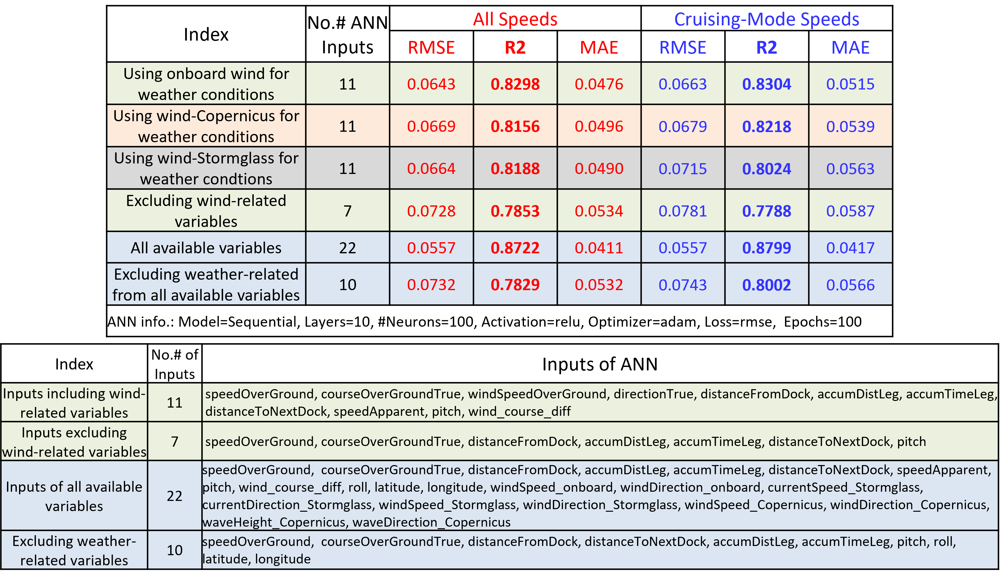 Index
No.# ANN
Inputs
All Speeds
Cruising-Mode Speeds
RMSE
R2
MAE
RMSE
R2
MAE
Using onboard wind for
weather conditions
11
0.0643
0.8298
0.0476
0.0663
0.8304
0.0515
Using wind-Copernicus for
weather conditions
11
0.0669
0.8156
0.0496
0.0679
0.8218
0.0539
Using wind-Stormglass for
weather condtions
11
0.0664
0.8188
0.0490
0.0715
0.8024
0.0563
Excluding wind-related
variables
7
0.0728
0.7853
0.0534
0.0781
0.7788
0.0587
All available variables
22
0.0557
0.8722
0.0411
0.0557
0.8799
0.0417
Excluding weather-related
from all available variables
10
0.0732
0.7829
0.0532
0.0743
0.8002
0.0566
ANN info.: Model=Sequential, Layers=10, #Neurons=100, Activation=relu, Optimizer=adam, Loss=rmse, Epochs=100
Index
No.# of
Inputs
Inputs of ANN
Inputs including wind-
related variables
11
speedOverGround, courseOverGroundTrue, windSpeedOverGround, directionTrue, distanceFromDock, accumDistLeg, accumTimeLeg,
distanceToNextDock, speedApparent, pitch, wind_course_diff
Inputs excluding
wind-related variables
7
speedOverGround, courseOverGroundTrue, distanceFromDock, accumDistLeg, accumTimeLeg, distanceToNextDock, pitch
Inputs of all available
variables
22
speedOverGround, courseOverGroundTrue, distanceFromDock, accumDistLeg, accumTimeLeg, distanceToNextDock, speedApparent,
pitch, wind_course_diff, roll, latitude, longitude, windSpeed_onboard, windDirection_onboard, currentSpeed_Stormglass,
currentDirection_Stormglass, windSpeed_Stormglass, windDirection_Stormglass, windSpeed_Copernicus, windDirection_Copernicus,
waveHeight_Copernicus, waveDirection_Copernicus
Excluding weather-
related variables
10
speedOverGround, courseOverGroundTrue, distanceFromDock, distanceToNextDock, accumDistLeg, accumTimeLeg, pitch, roll,
latitude, longitude